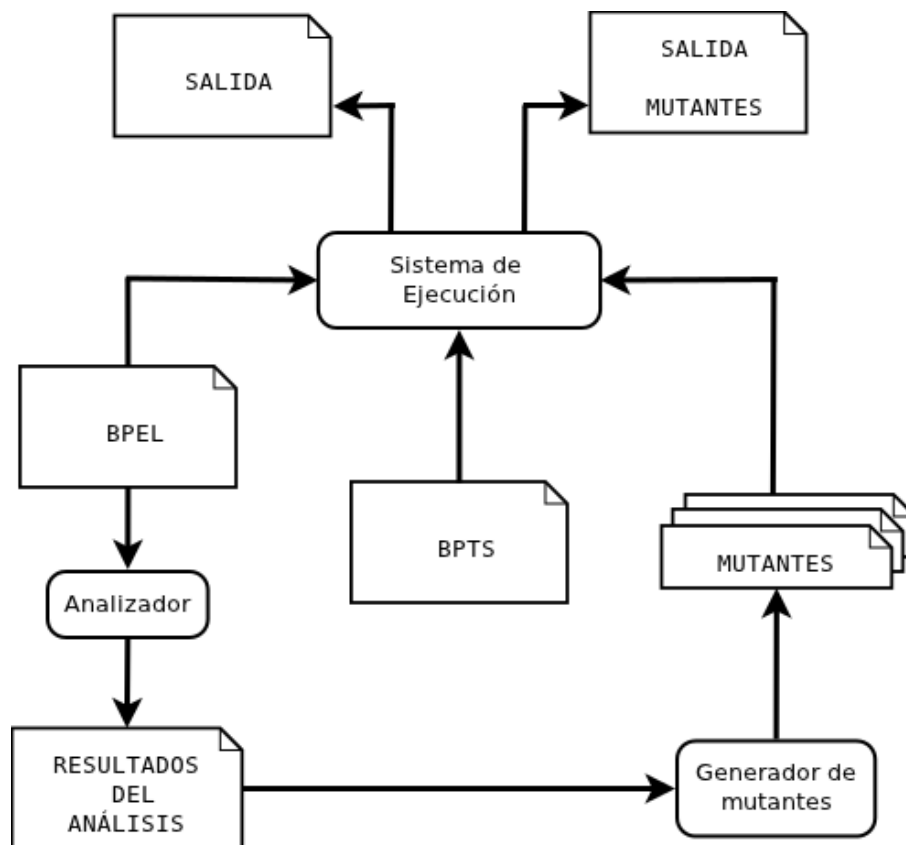 SALIDA
SALIDA
MUTANTES
Sistema de
Ejecución
BPEL
BPTS
MUTANTES
Analizador
RESULTADOS
DEL
ANÁLISIS
Generador de
mutantes